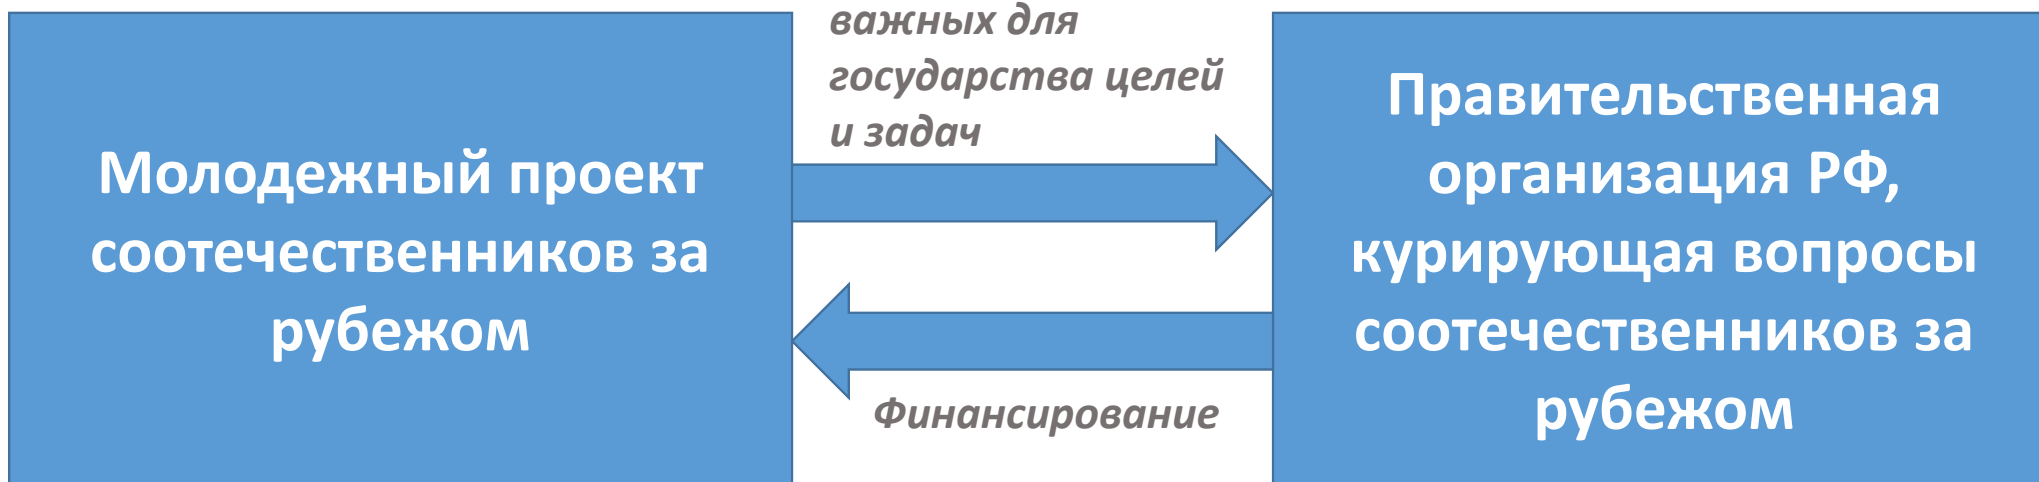 Молодежный проект
соотечественников за
рубежом
важных для
государства целей
и задач
Финансирование
Правительственная
организация РФ,
курирующая вопросы
соотечественников за
рубежом